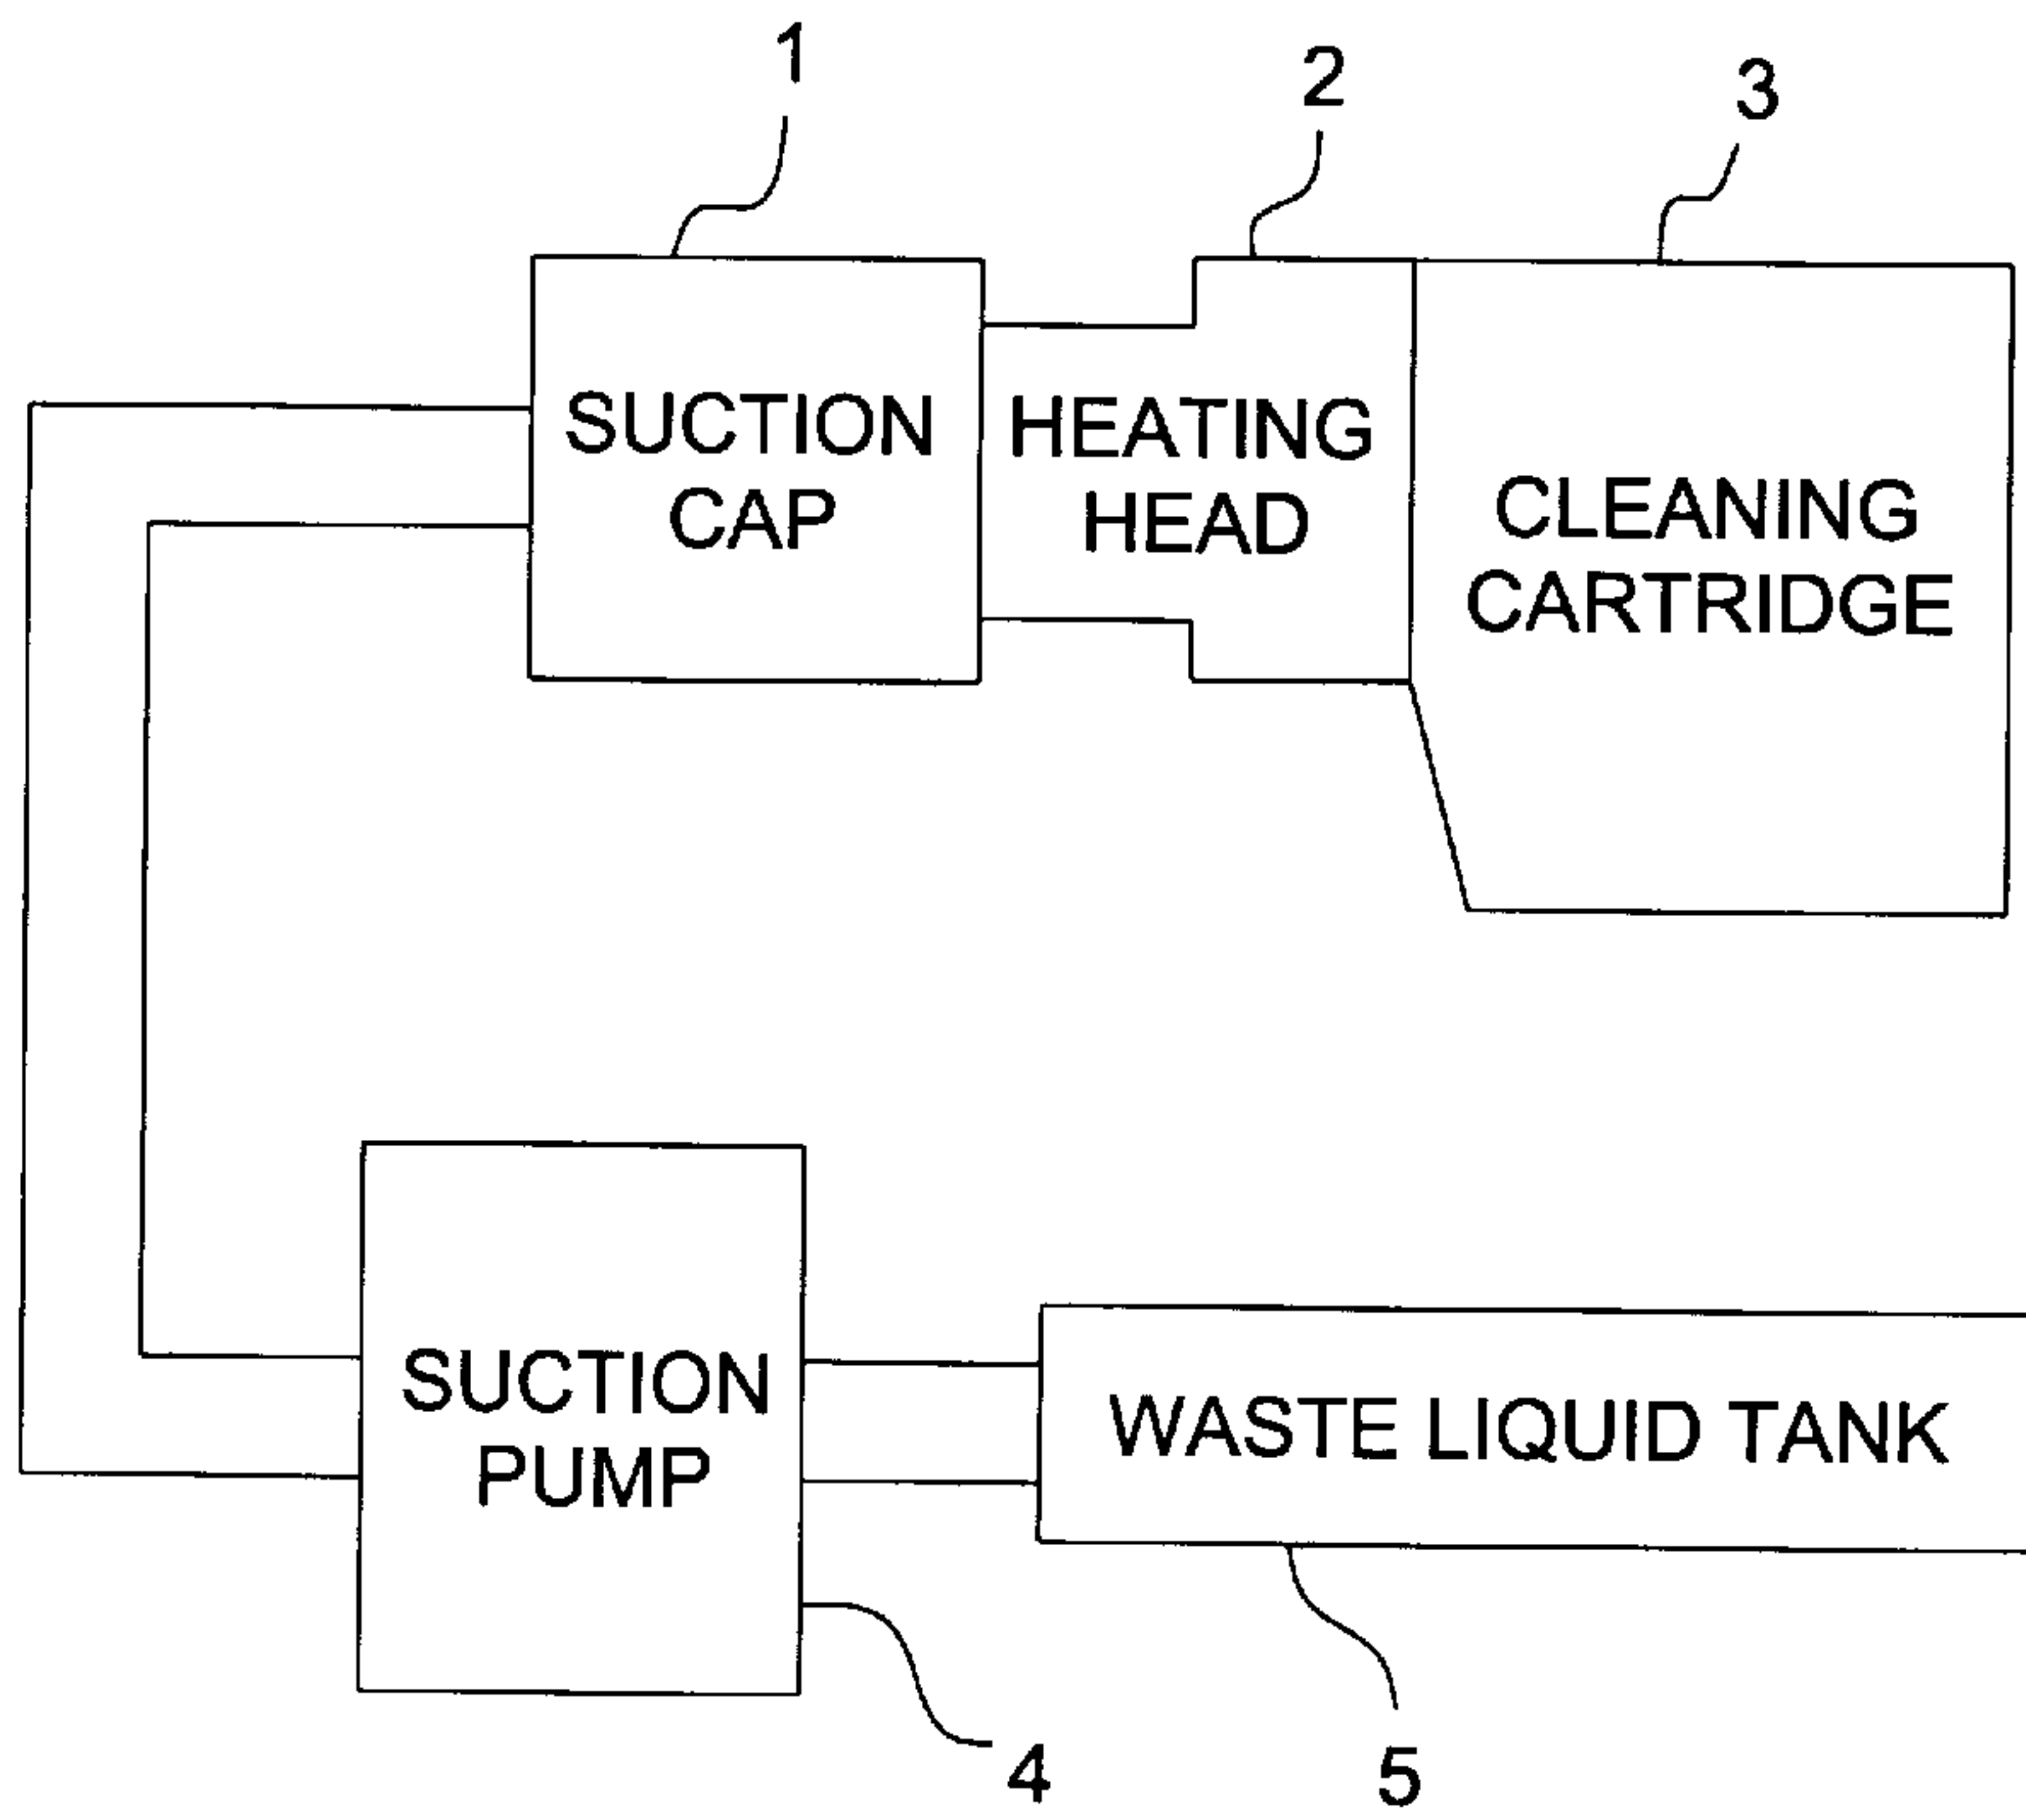 1
2
3
SUCTION
CAP
HEATING
HEAD
CLEANING
CARTRIDGE
SUCTION
PUMP
WASTE LIQUID TANK
4
5